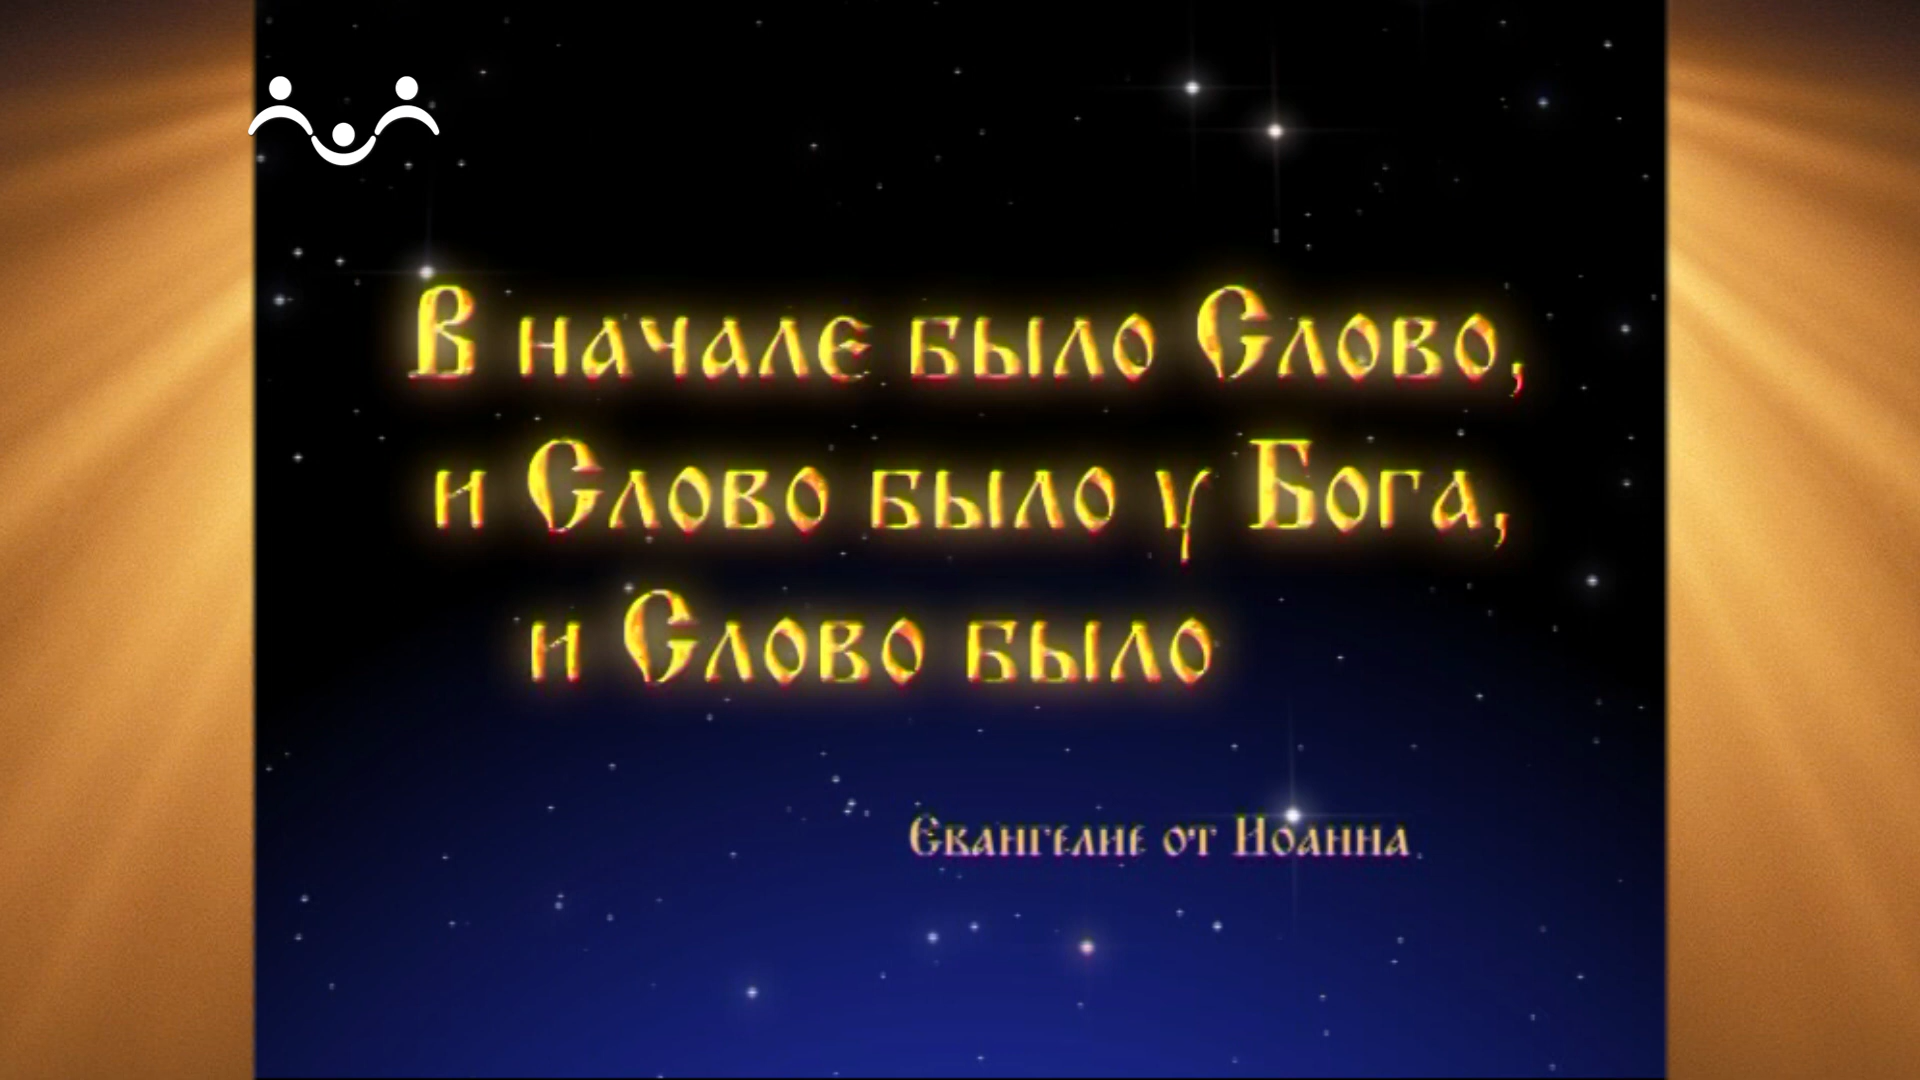 В начале было Слово,
и Слово было у Бога,
и Слово было
Евангелие от Иоанна